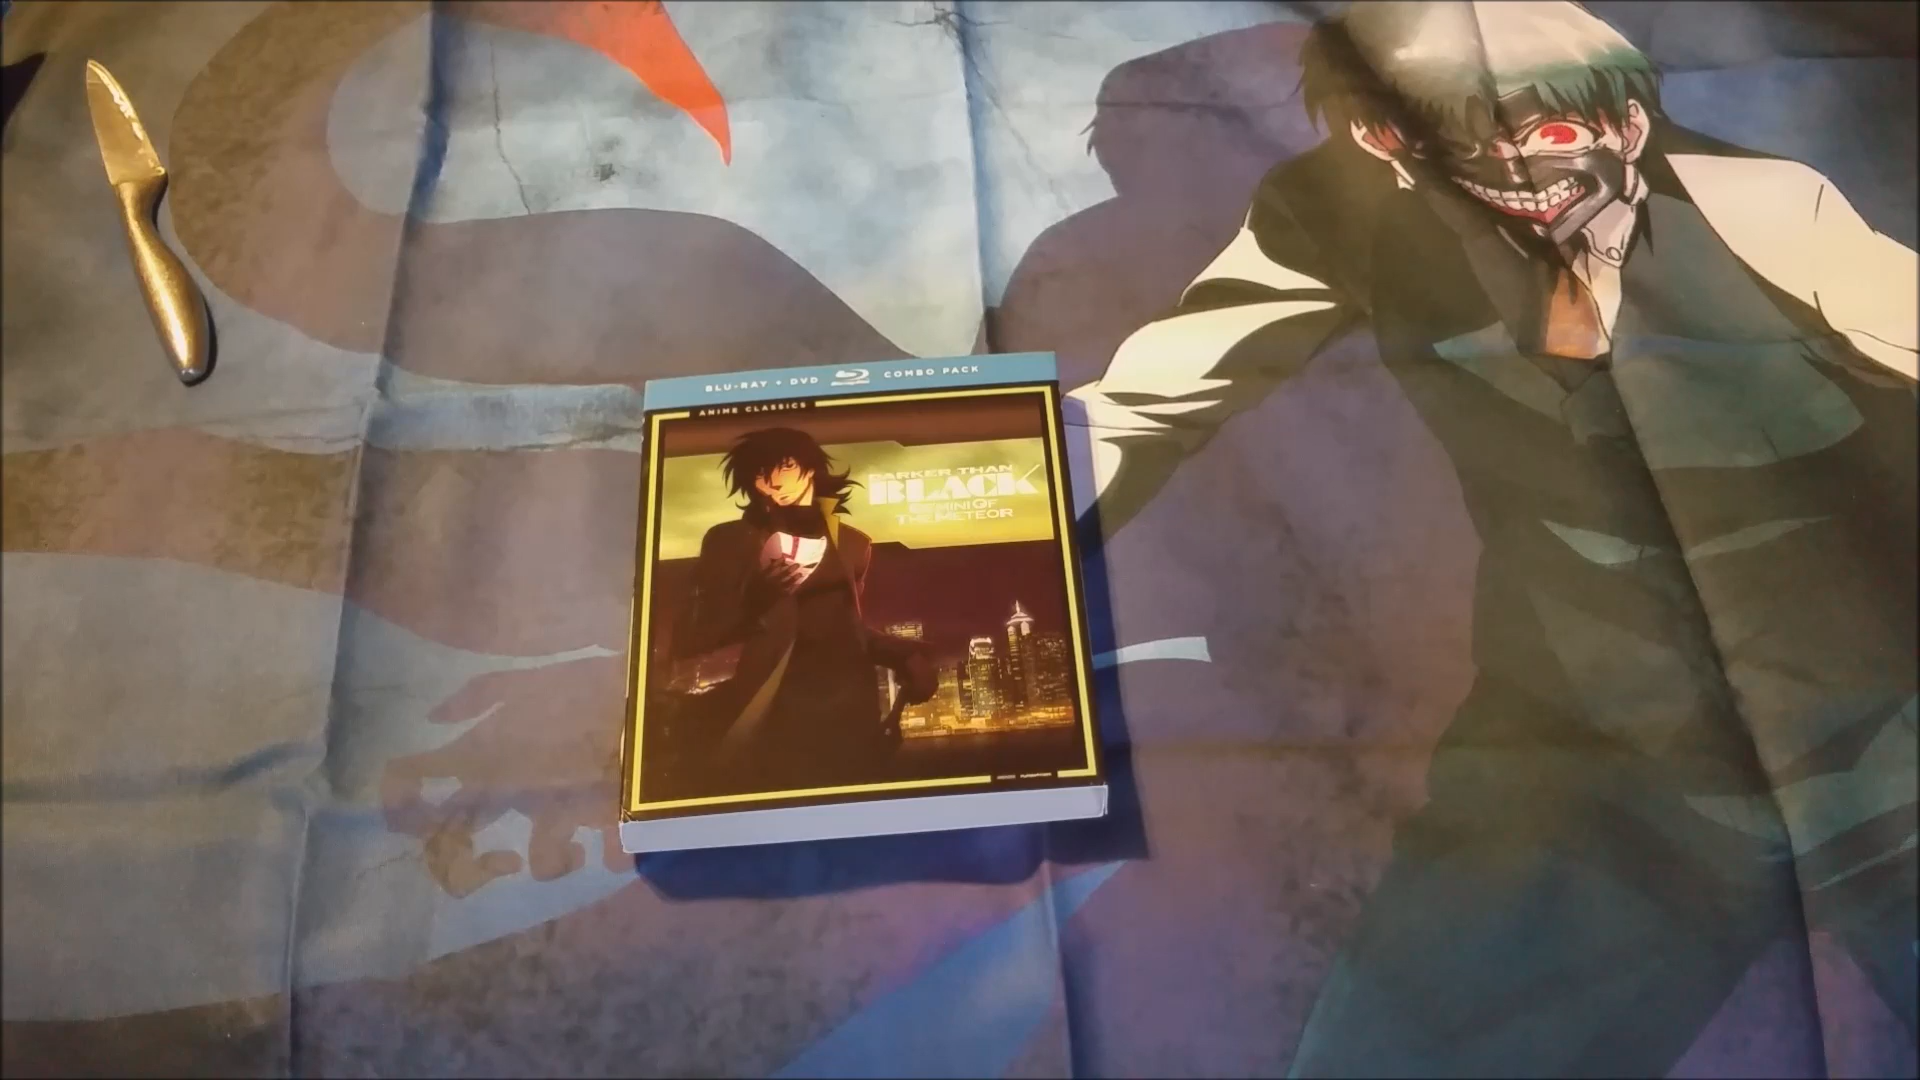 BLU-RAY + DVD COMBO PACK
ANIME CLASSICS
DARKER THAN
BLACK
GEMINI OF
THE METEOR